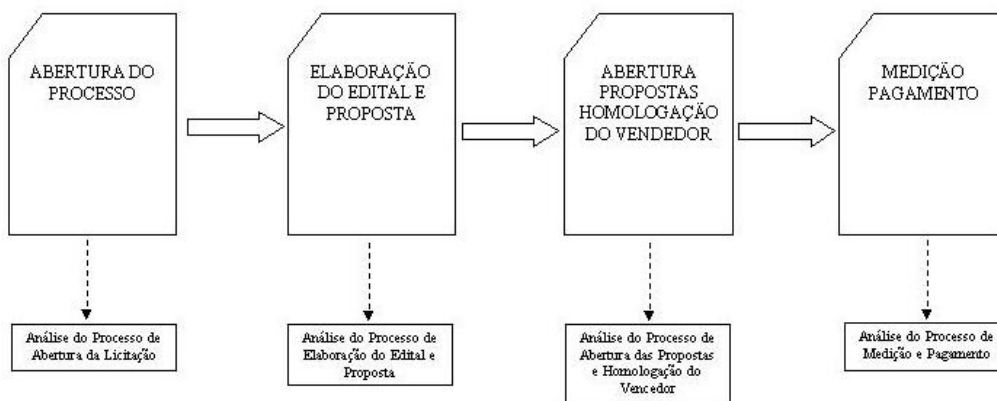 ABERTURA DO
PROCESSO
ELABORAÇÃO
DO EDITAL E
PROPOSTA
ABERTURA
PROPOSTAS
HOMOLOGAÇÃO
DO VENDEDOR
MEDIÇÃO
PAGAMENTO
Análise do Processo de
Abertura da Licitação
Análise do Processo de
Elaboração do Edital e
Proposta
Análise do Processo de
Abertura das Propostas
e Homologação do
Vencedor
Análise do Processo de
Medição e Pagamento